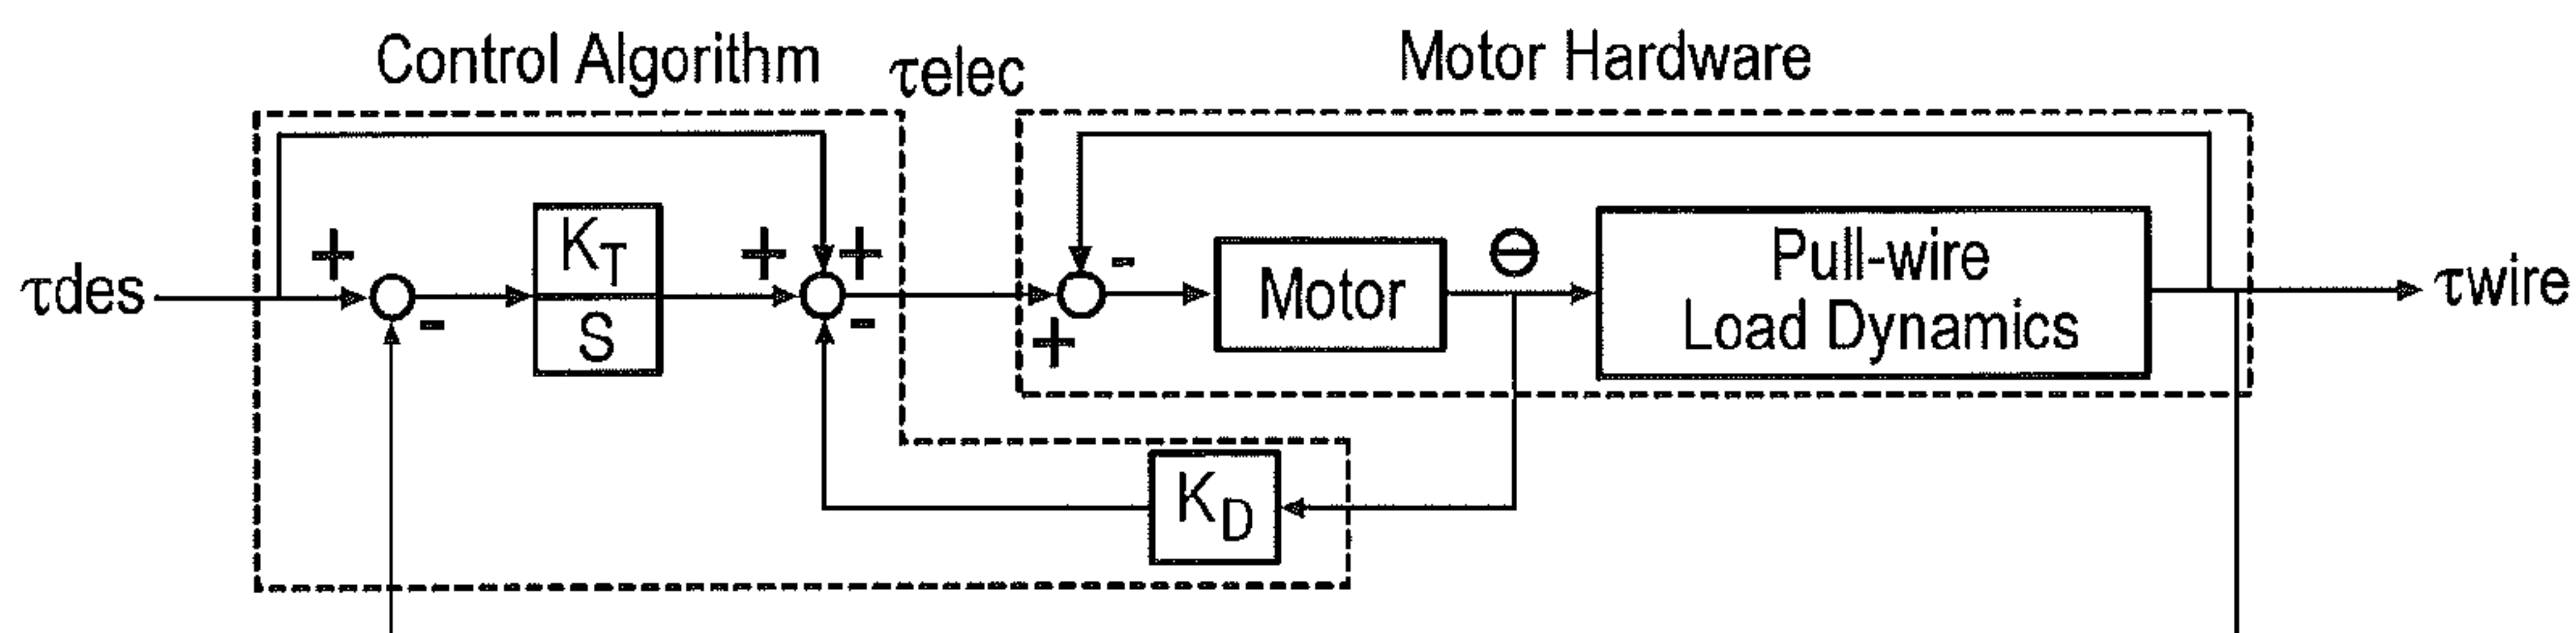 Control Algorithm
τelec
Motor Hardware
τdes
+
-
K_T
S
+
+
-
-
+
Motor
Θ
Pull-wire
Load Dynamics
τwire
K_D